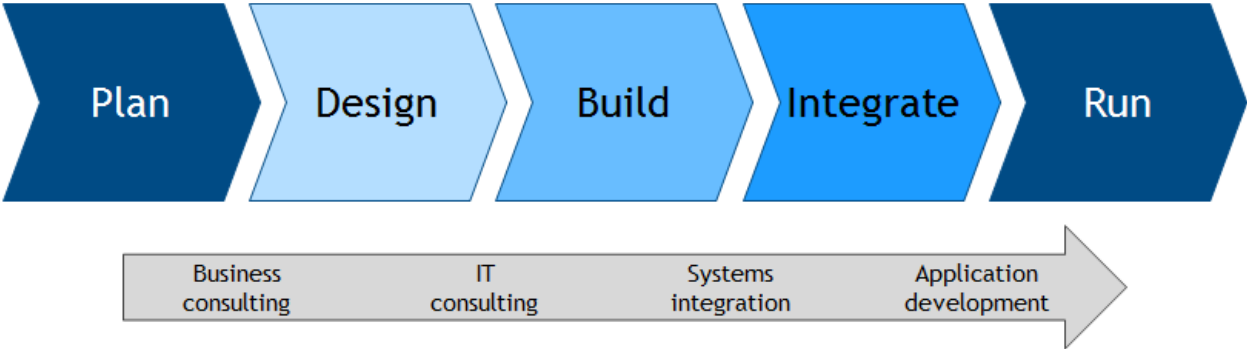 Plan
Design
Build
Integrate
Run
Business
consulting
IT
consulting
Systems
integration
Application
development